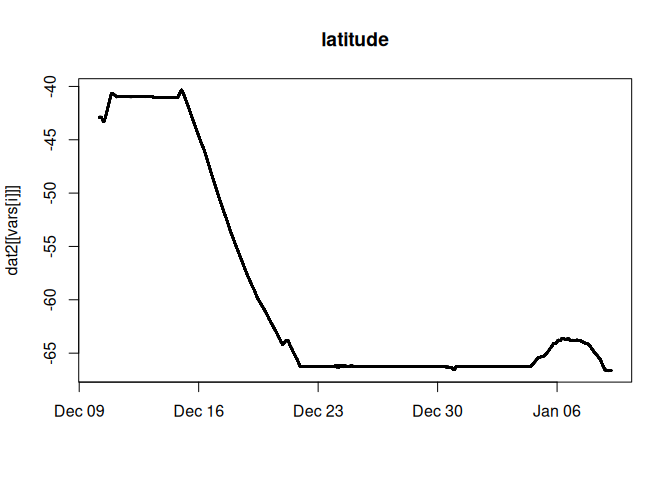 latitude
dat2[[vars[i]]]
-40
-45
-50
-55
-60
-65
Dec 09
Dec 16
Dec 23
Dec 30
Jan 06